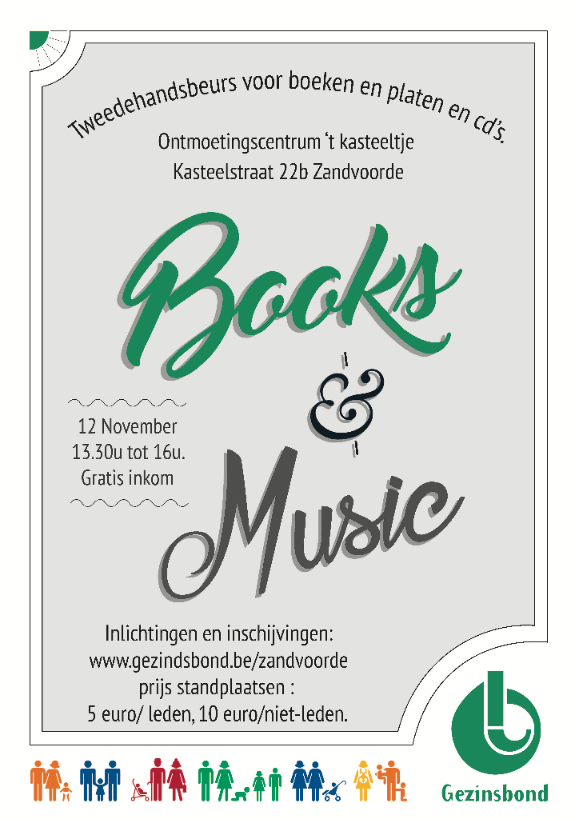 Tweedehandsbeurs voor boeken en platen en cd's.
Ontmoetingscentrum 't kasteeltje
Kasteelstraat 22b Zandvoorde
Books
&
12 November
13.30u tot 16u.
Gratis inkom
Music
Inlichtingen en inschijvingen:
www.gezindsbond.be/zandvoorde
prijs standplaatsen :
5 euro/ leden, 10 euro/niet-leden.
Gezinsbond